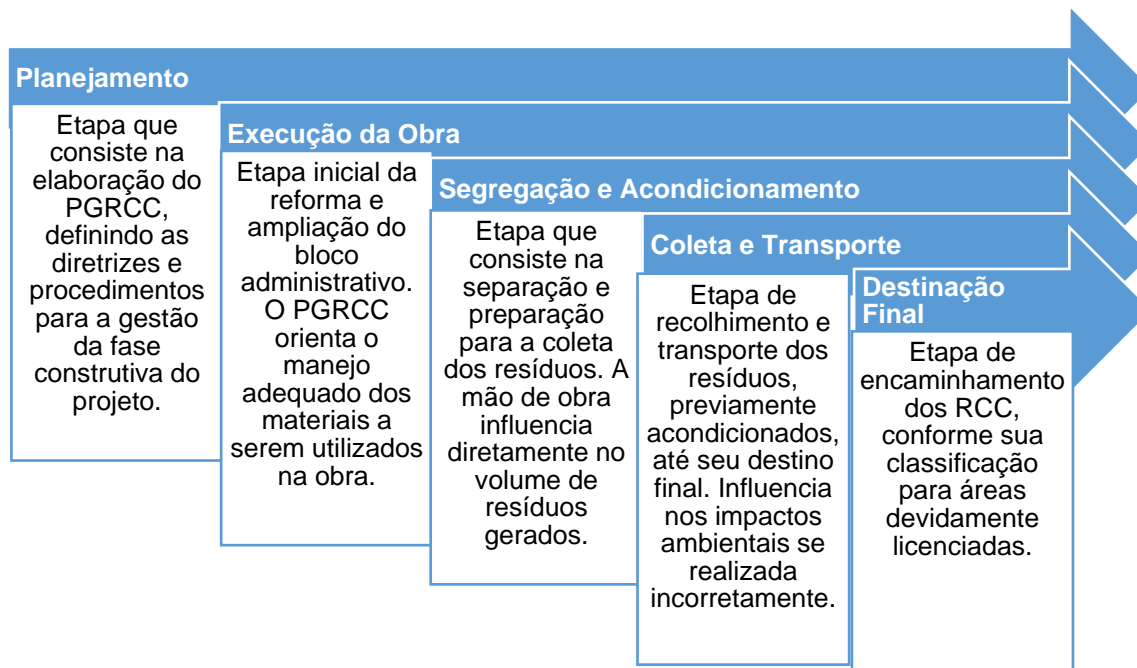 Planejamento
Etapa que
consiste na
elaboração do
PGRCC,
definindo as
diretrizes e
procedimentos
para a gestão
da fase
construtiva do
projeto.
Execução da Obra
Etapa inicial da
reforma e
ampliação do
bloco
administrativo.
O PGRCC
orienta o
manejo
adequado dos
materiais a
serem utilizados
na obra.
Segregação e Acondicionamento
Etapa que
consiste na
separação e
preparação
para a coleta
dos resíduos. A
mão de obra
influencia
diretamente no
volume de
resíduos
gerados.
Coleta e Transporte
Etapa de
recolhimento e
transporte dos
resíduos,
previamente
acondicionados,
até seu destino
final. Influencia
nos impactos
ambientais se
realizada
incorretamente.
Destinação
Final
Etapa de
encaminhamento
dos RCC,
conforme sua
classificação
para áreas
devidamente
licenciadas.